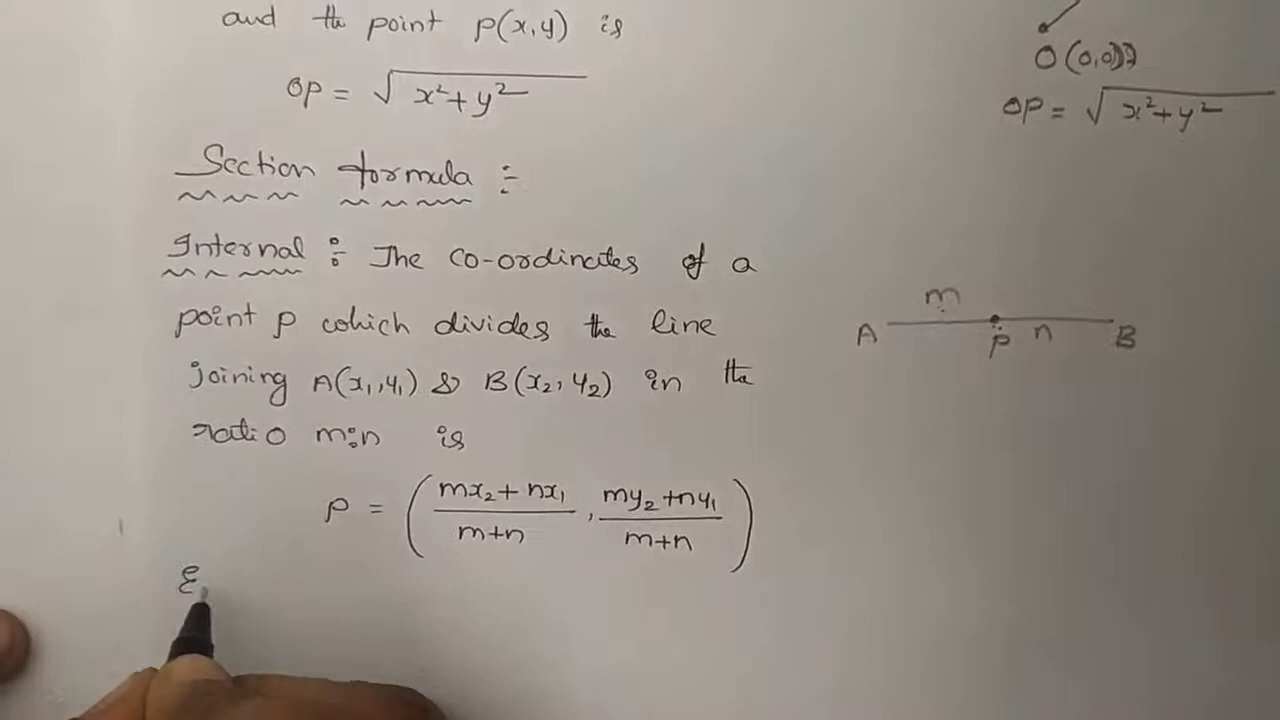 and the point P(x,y) is
OP = √x²+y²
Section formula :-
Internal :- The co-ordinates of a
point P which divides the line
joining A(x₁,y₁) & B(x₂,y₂) in the
ratio m:n is
P = (mx₂+nx₁/m+n, my₂+ny₁/m+n)
E
O(0,0)
OP = √x²+y²
m
A P n B